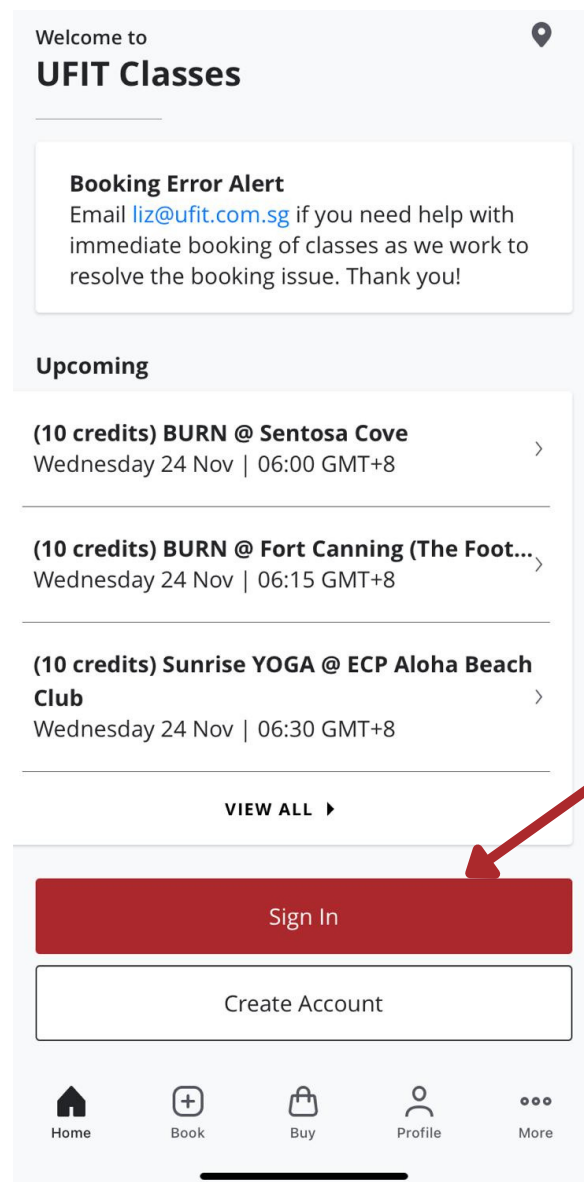 Welcome to
UFIT Classes
Booking Error Alert
Email liz@ufit.com.sg if you need help with
immediate booking of classes as we work to
resolve the booking issue. Thank you!
Upcoming
(10 credits) BURN @ Sentosa Cove
Wednesday 24 Nov | 06:00 GMT+8
(10 credits) BURN @ Fort Canning (The Foot...
Wednesday 24 Nov | 06:15 GMT+8
(10 credits) Sunrise YOGA @ ECP Aloha Beach
Club
Wednesday 24 Nov | 06:30 GMT+8
VIEW ALL
Sign In
Create Account
Home Book Buy Profile More